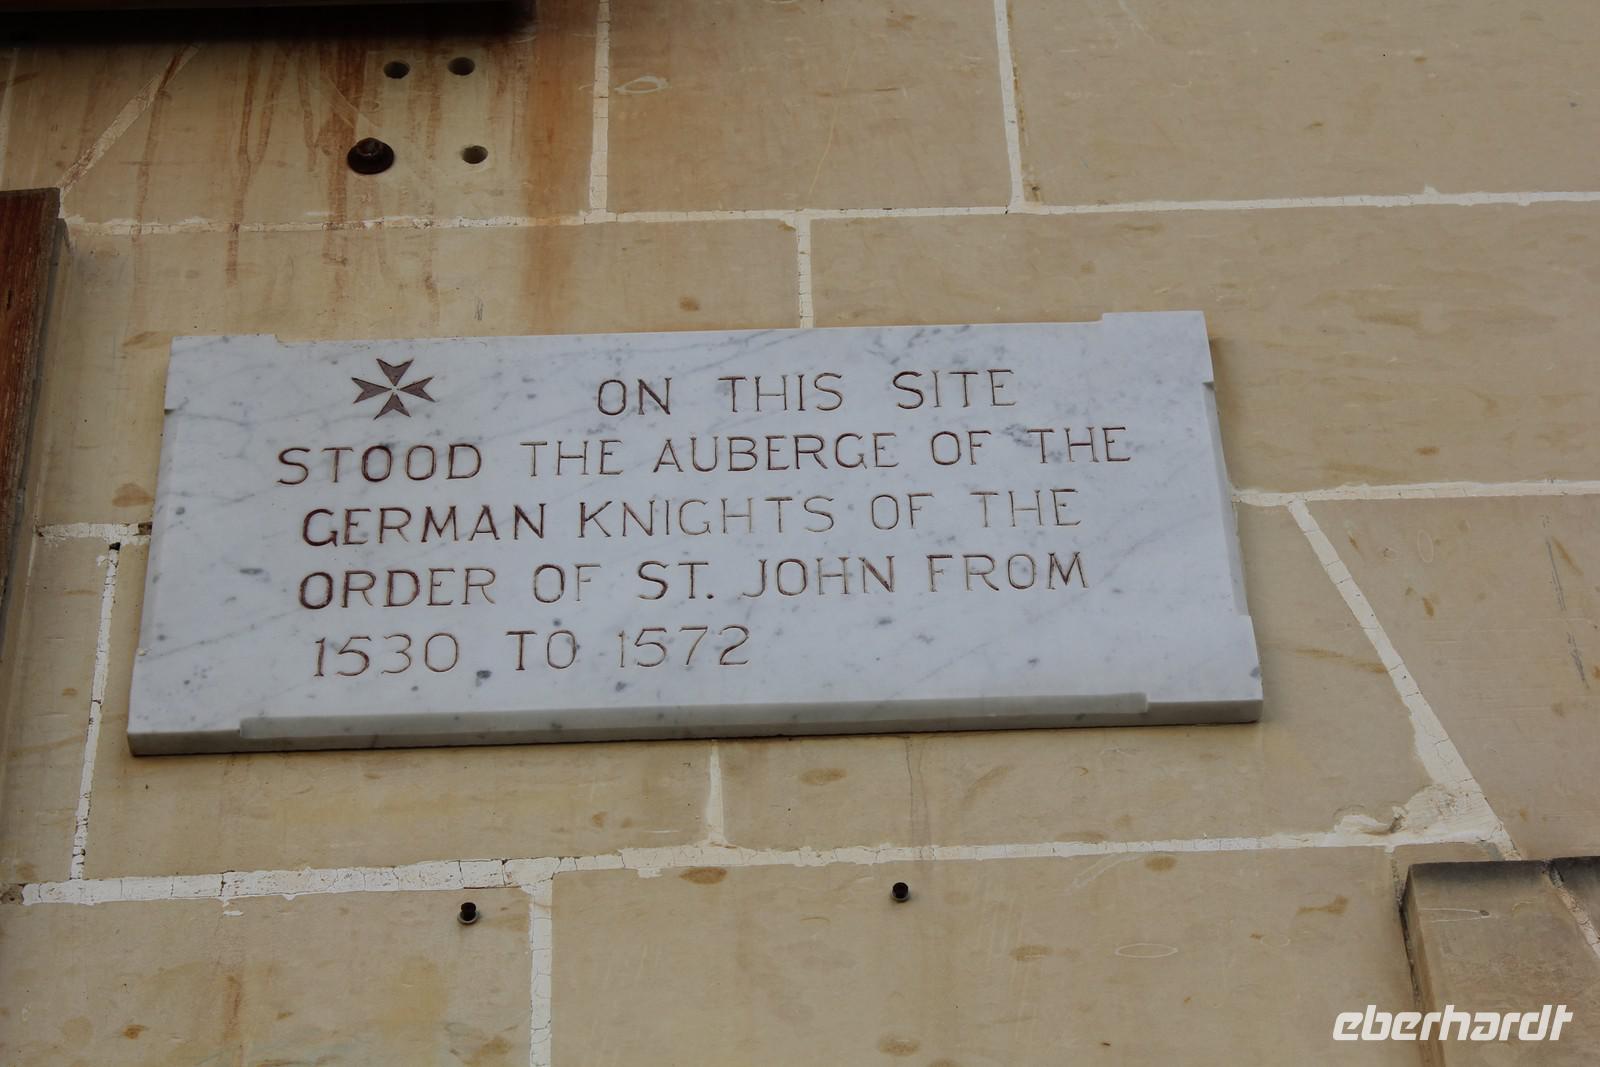 ON THIS SITE
STOOD THE AUBERGE OF THE
GERMAN KNIGHTS OF THE
ORDER OF ST. JOHN FROM
1530 TO 1572
eberhardt